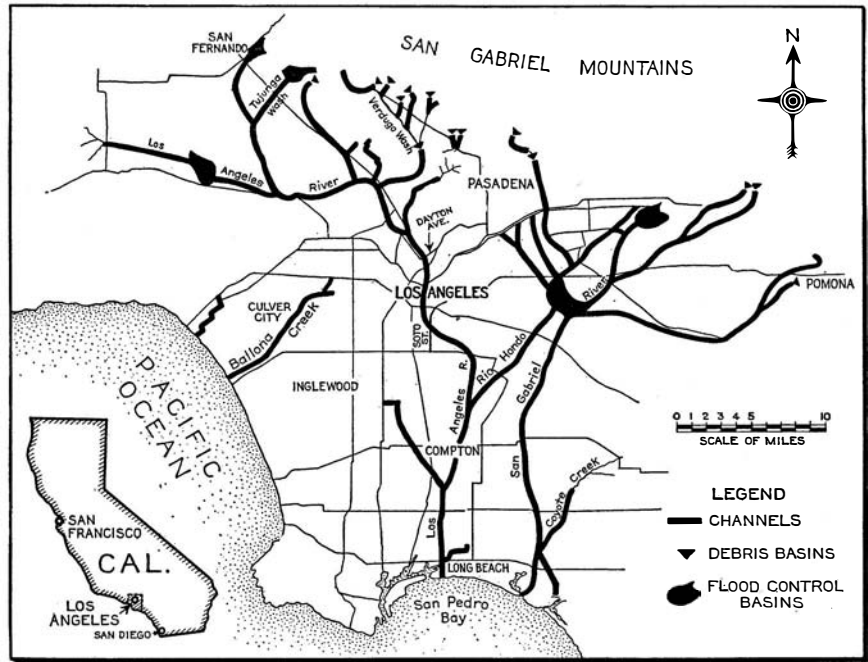 SAN
FERNANDO
SAN GABRIEL MOUNTAINS
N
Tujunga
Wash
Verdugo Wash
Los Angeles River
PASADENA
DAYTON
AVE.
LOS ANGELES
River
POMONA
CULVER
CITY
Ballona Creek
SOTO
ST.
Rio Hondo
San Gabriel
INGLEWOOD
Los Angeles R.
COMPTON
Coyote Creek
PACIFIC
OCEAN
LONG BEACH
San Pedro
Bay
0 1 2 3 4 5 10
SCALE OF MILES
LEGEND
CHANNELS
DEBRIS BASINS
FLOOD CONTROL
BASINS
SAN
FRANCISCO
CAL.
LOS
ANGELES
SAN DIEGO